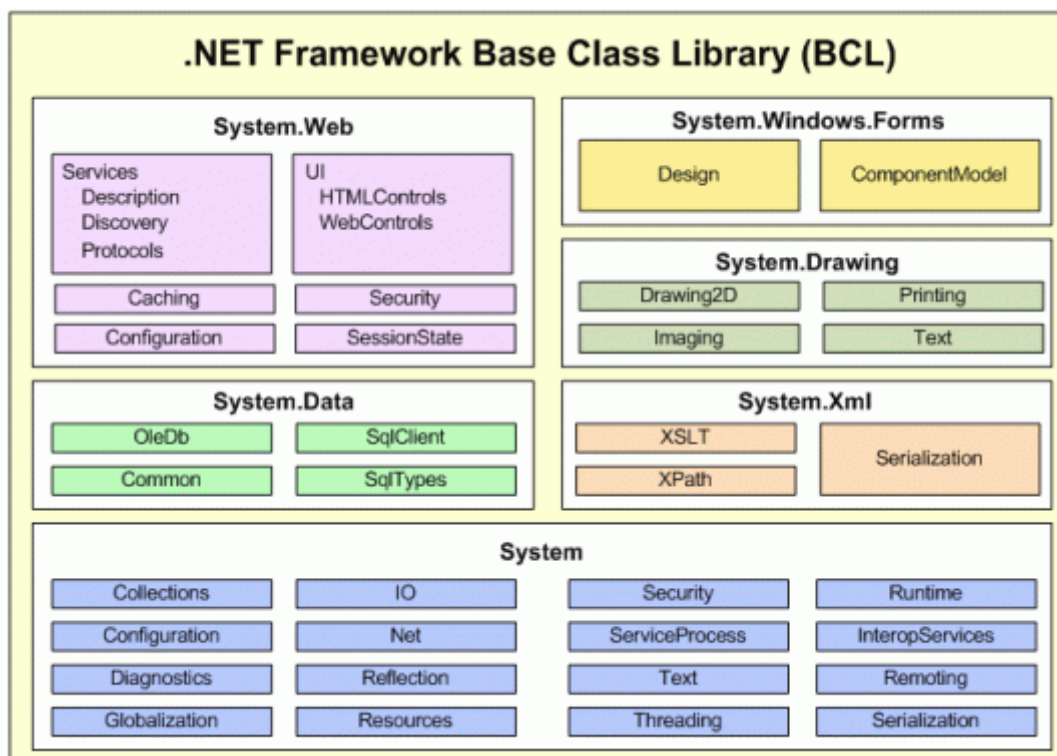 .NET Framework Base Class Library (BCL)
System.Web
Services
Description
Discovery
Protocols
UI
HTMLControls
WebControls
Caching
Security
Configuration
SessionState
System.Windows.Forms
Design
ComponentModel
System.Drawing
Drawing2D
Printing
Imaging
Text
System.Data
OleDb
SqlClient
Common
SqlTypes
System.Xml
XSLT
XPath
Serialization
System
Collections
IO
Security
Runtime
Configuration
Net
ServiceProcess
InteropServices
Diagnostics
Reflection
Text
Remoting
Globalization
Resources
Threading
Serialization